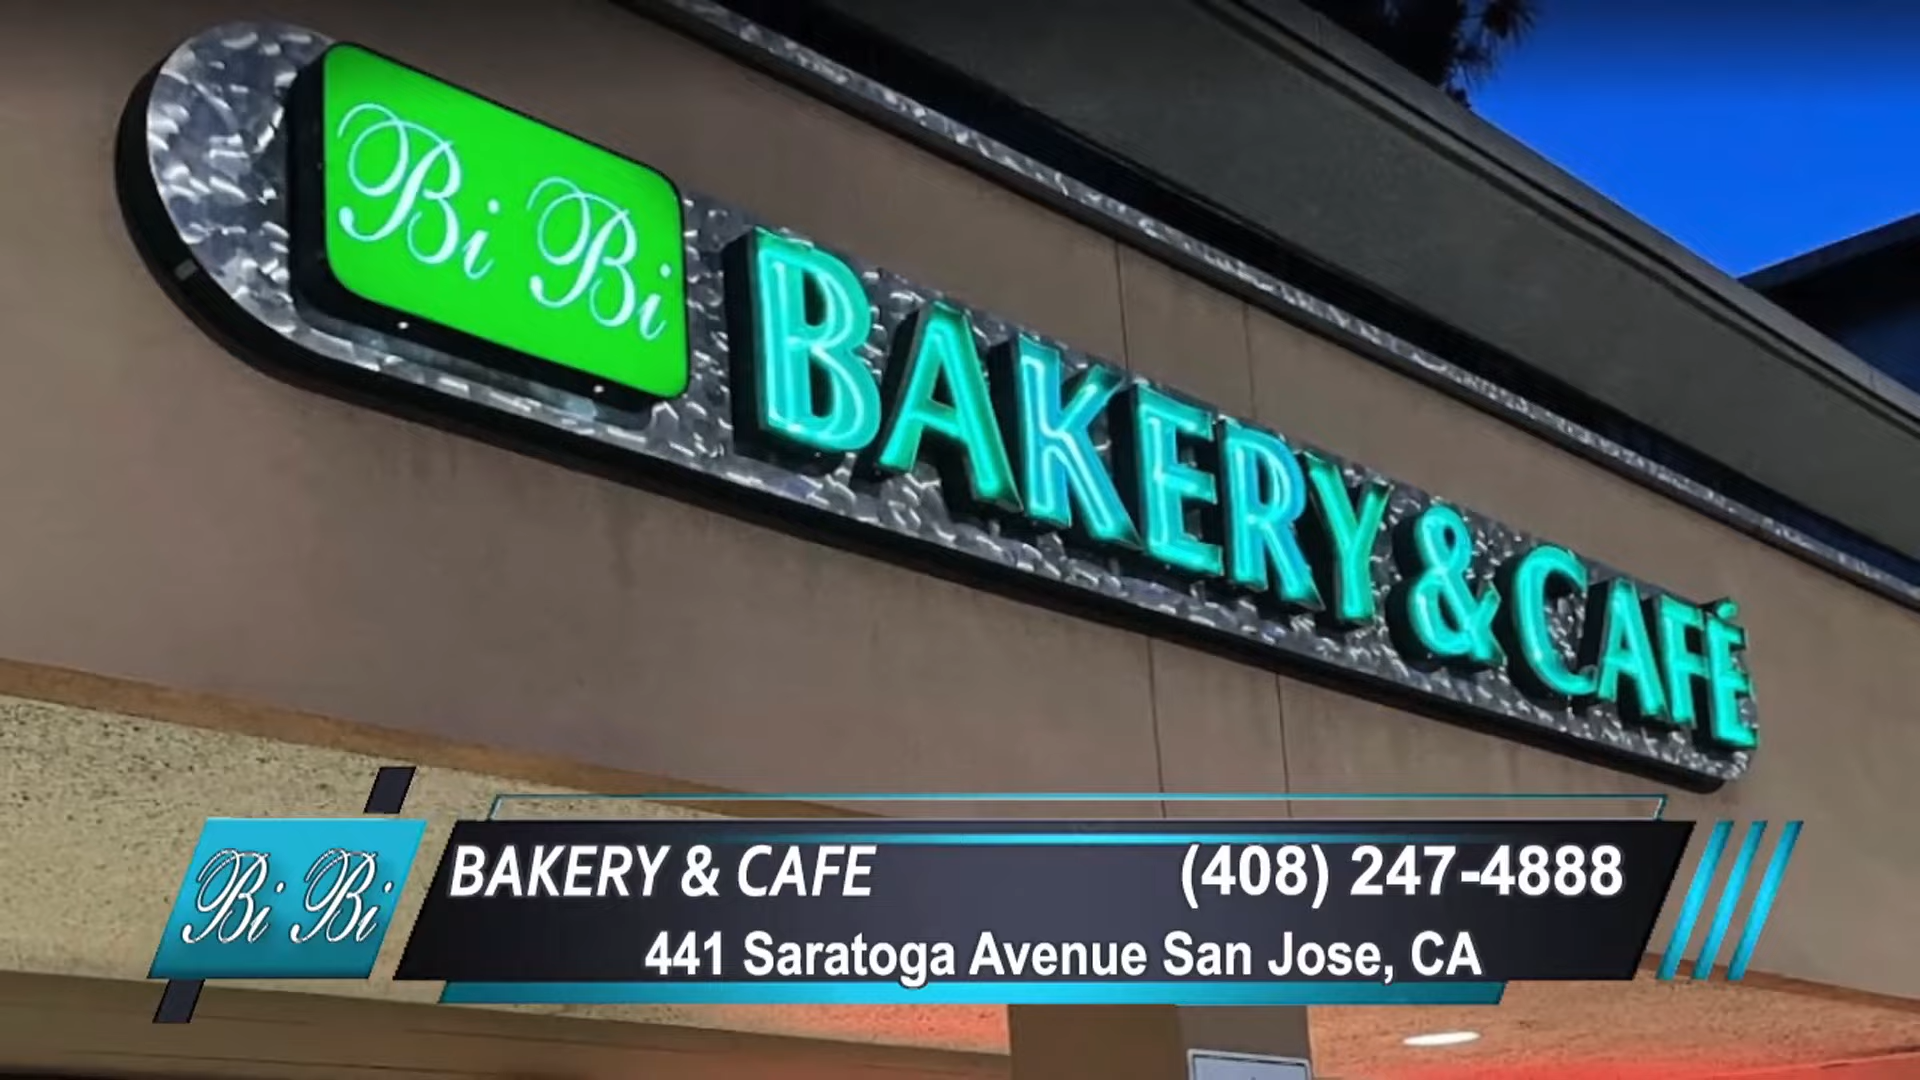 Bi Bi BAKERY & CAFÉ
Bi Bi
BAKERY & CAFE (408) 247-4888
441 Saratoga Avenue San Jose, CA